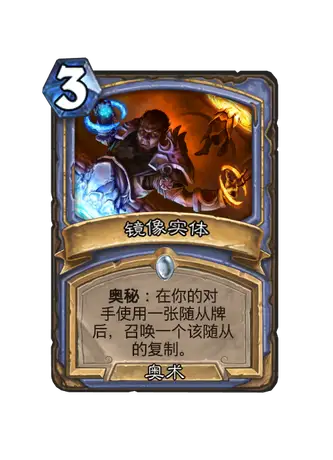 3
镜像实体
奥秘：在你的对
手使用一张随从牌
后，召唤一个该随从
的复制。
奥术